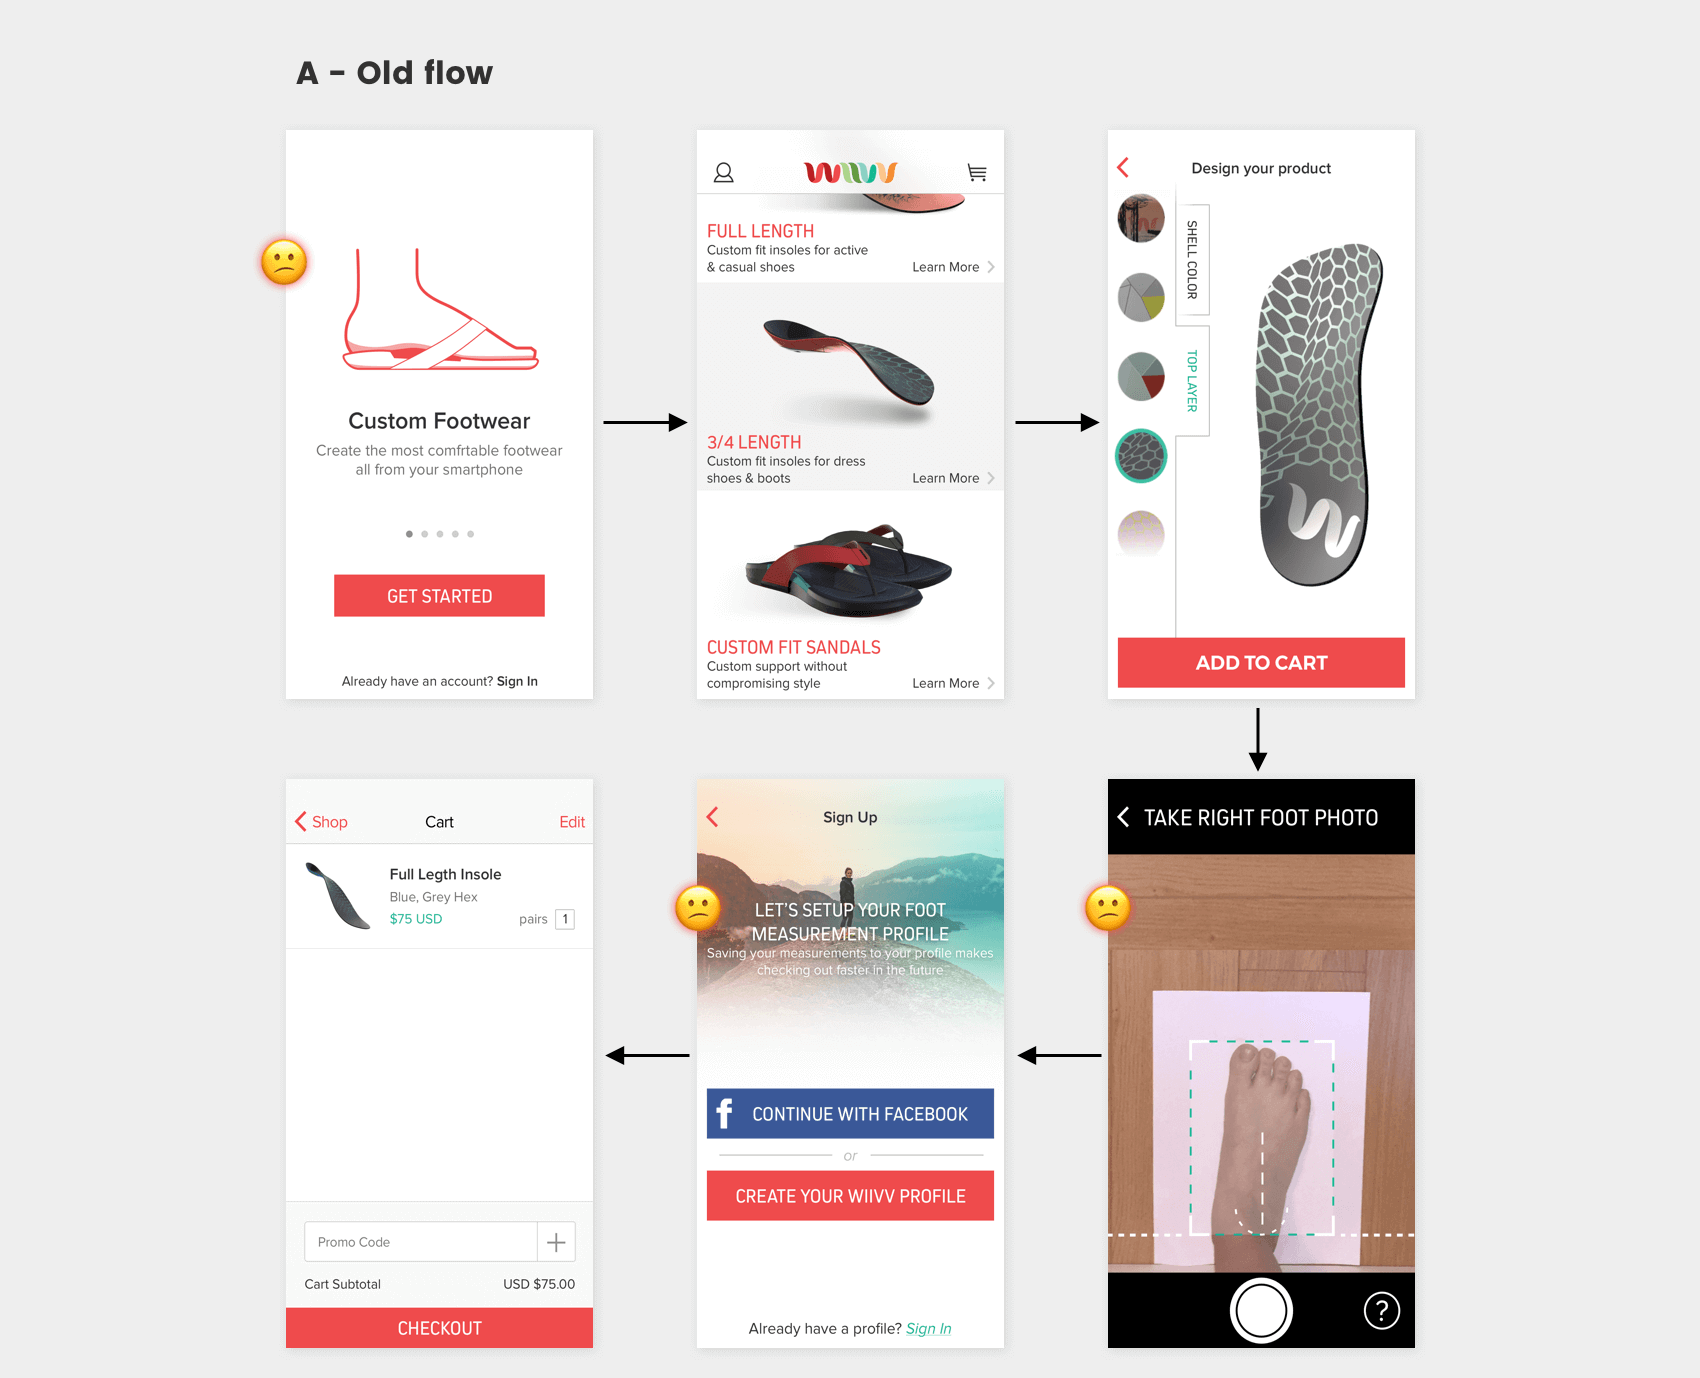 A - Old flow
Custom Footwear
Create the most comfrtable footwear
all from your smartphone
GET STARTED
Already have an account? Sign In
WIIVV
FULL LENGTH
Custom fit insoles for active
& casual shoes
Learn More
3/4 LENGTH
Custom fit insoles for dress
shoes & boots
Learn More
CUSTOM FIT SANDALS
Custom support without
compromising style
Learn More
Design your product
SHELL COLOR
TOP LAYER
ADD TO CART
Shop Cart Edit
Full Legth Insole
Blue, Grey Hex
$75 USD pairs 1
Promo Code
Cart Subtotal USD $75.00
CHECKOUT
Sign Up
LET'S SETUP YOUR FOOT
MEASUREMENT PROFILE
Saving your measurements to your profile makes
checking out faster in the future
f CONTINUE WITH FACEBOOK
or
CREATE YOUR WIIVV PROFILE
Already have a profile? Sign In
TAKE RIGHT FOOT PHOTO
?